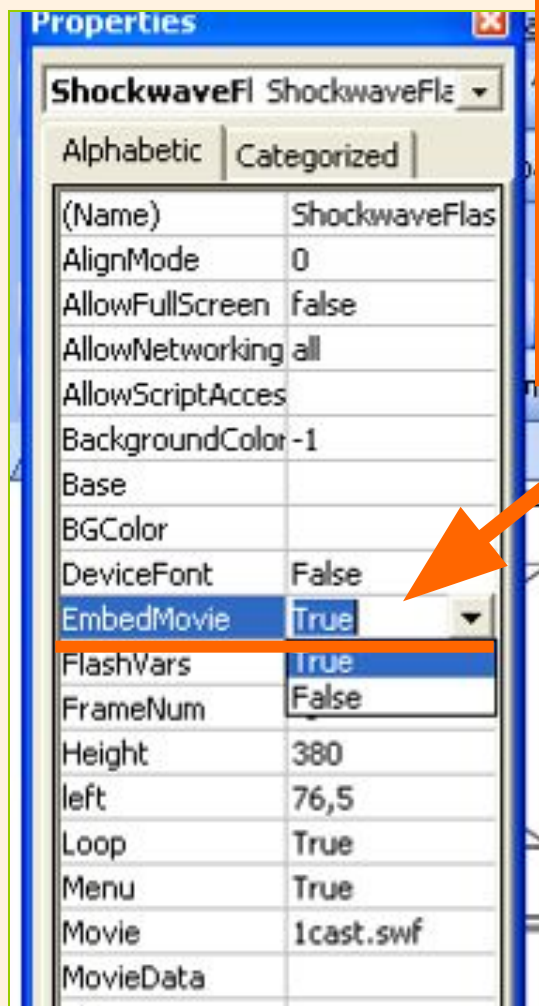 Properties
ShockwaveFl ShockwaveFla
Alphabetic Categorized
(Name) ShockwaveFlas
AlignMode 0
AllowFullScreen false
AllowNetworking all
AllowScriptAcces
BackgroundColor -1
Base
BGColor
DeviceFont False
EmbedMovie True
FlashVars True
FrameNum False
Height 380
left 76,5
Loop True
Menu True
Movie 1cast.swf
MovieData